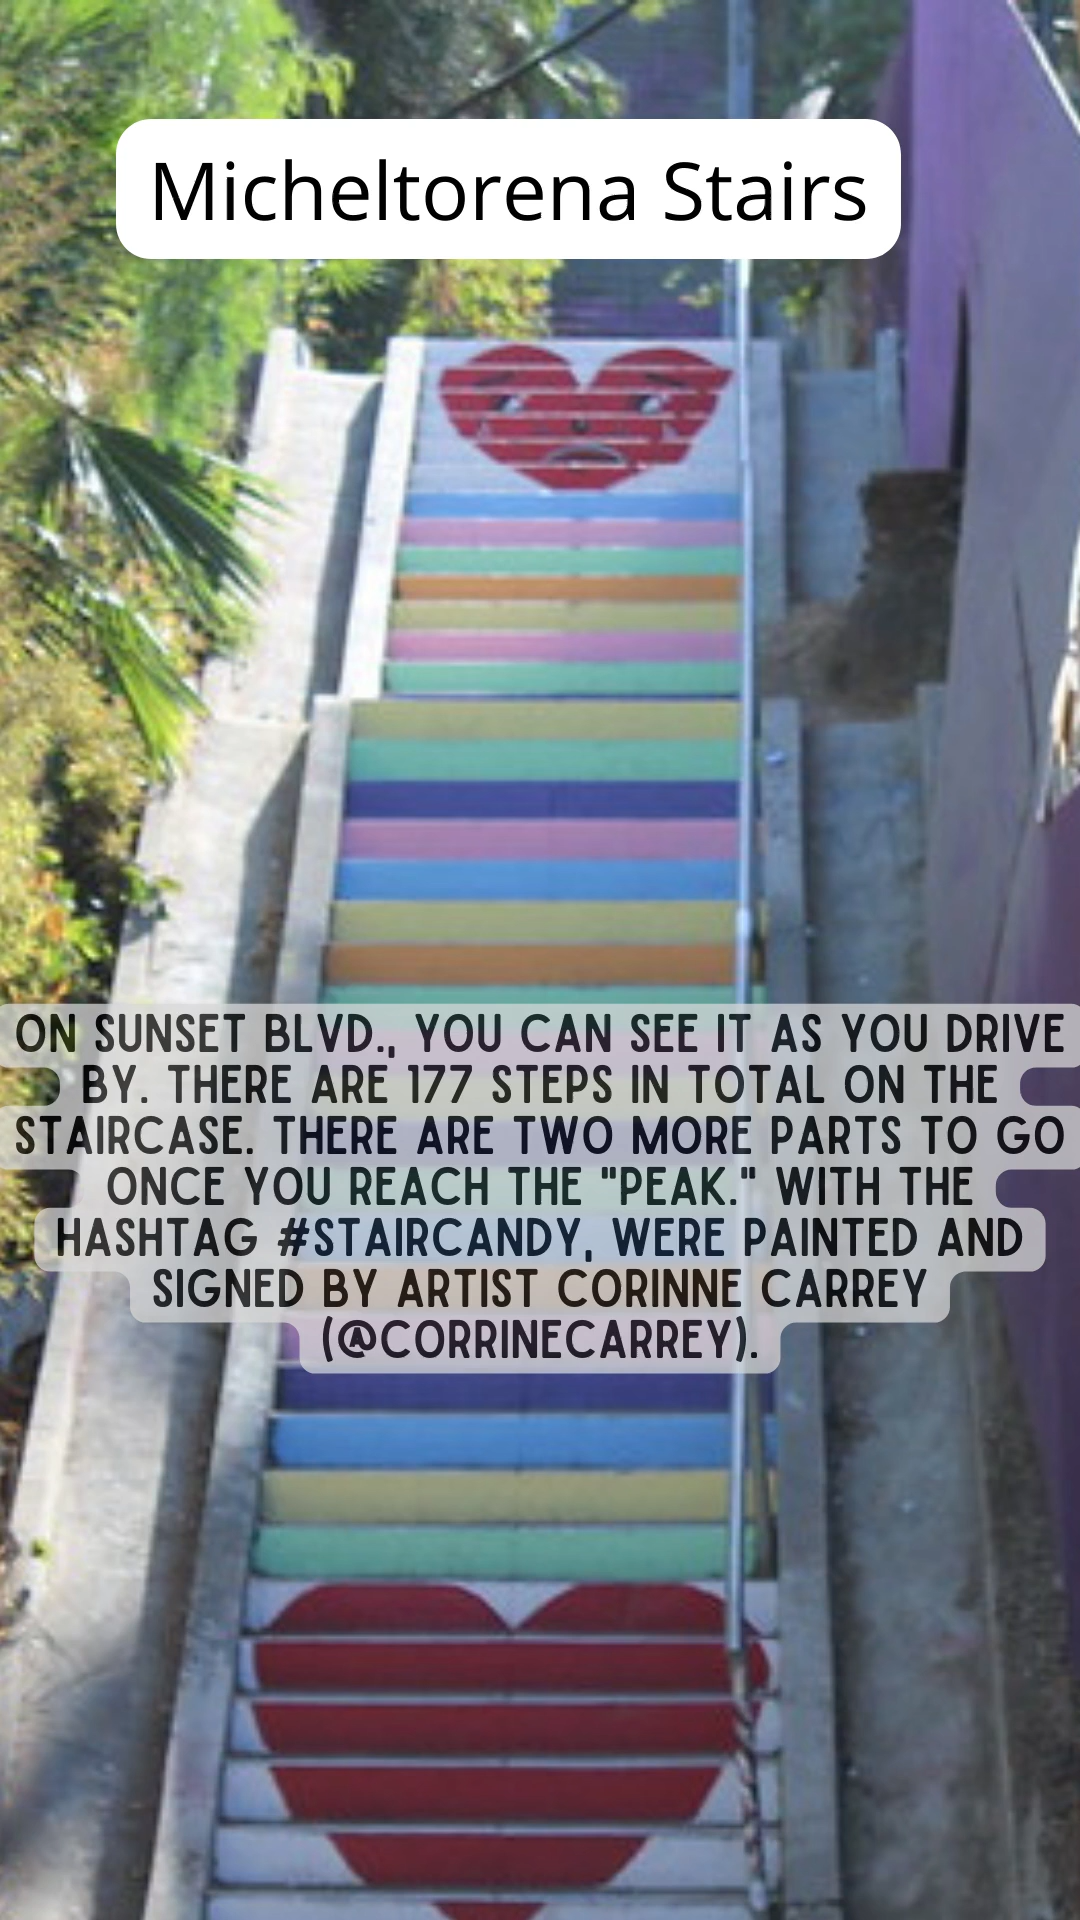 Micheltorena Stairs
ON SUNSET BLVD., YOU CAN SEE IT AS YOU DRIVE
BY. THERE ARE 177 STEPS IN TOTAL ON THE
STAIRCASE. THERE ARE TWO MORE PARTS TO GO
ONCE YOU REACH THE "PEAK." WITH THE
HASHTAG #STAIRCANDY, WERE PAINTED AND
SIGNED BY ARTIST CORINNE CARREY
(@CORRINECARREY).